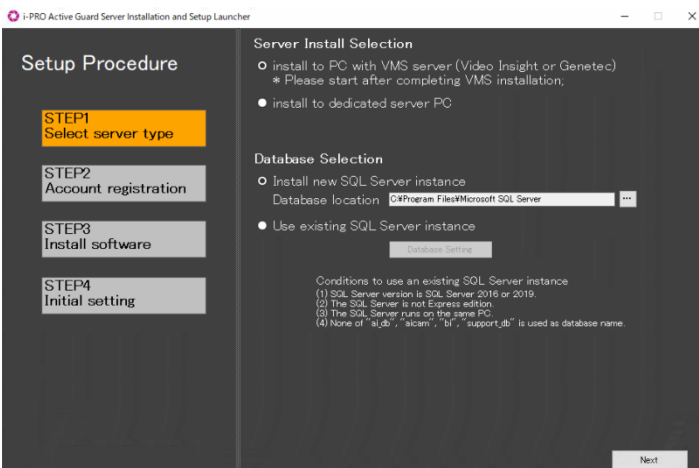 i-PRO Active Guard Server Installation and Setup Launcher
Setup Procedure
STEP1
Select server type
STEP2
Account registration
STEP3
Install software
STEP4
Initial setting
Server Install Selection
install to PC with VMS server (Video Insight or Genetec)
* Please start after completing VMS installation;
install to dedicated server PC
Database Selection
Install new SQL Server instance
Database location C:¥Program Files¥Microsoft SQL Server ...
Use existing SQL Server instance
Database Setting
Conditions to use an existing SQL Server instance
(1) SQL Server version is SQL Server 2016 or 2019.
(2) The SQL Server is not Express edition.
(3) The SQL Server runs on the same PC.
(4) None of "ai_db", "aicam", "bi", "support_db" is used as database name.
Next